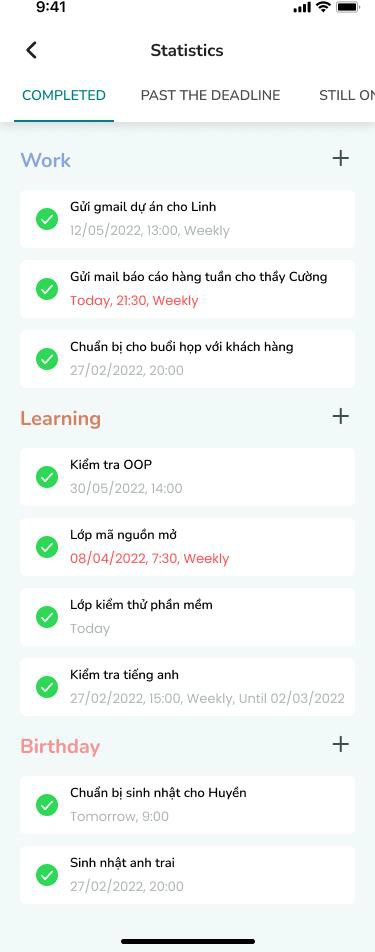 9:41
Statistics
COMPLETED PAST THE DEADLINE STILL ON
Work
Gửi gmail dự án cho Linh
12/05/2022, 13:00, Weekly
Gửi mail báo cáo hàng tuần cho thầy Cường
Today, 21:30, Weekly
Chuẩn bị cho buổi họp với khách hàng
27/02/2022, 20:00
Learning
Kiểm tra OOP
30/05/2022, 14:00
Lớp mã nguồn mở
08/04/2022, 7:30, Weekly
Lớp kiểm thử phần mềm
Today
Kiểm tra tiếng anh
27/02/2022, 15:00, Weekly, Until 02/03/2022
Birthday
Chuẩn bị sinh nhật cho Huyền
Tomorrow, 9:00
Sinh nhật anh trai
27/02/2022, 20:00